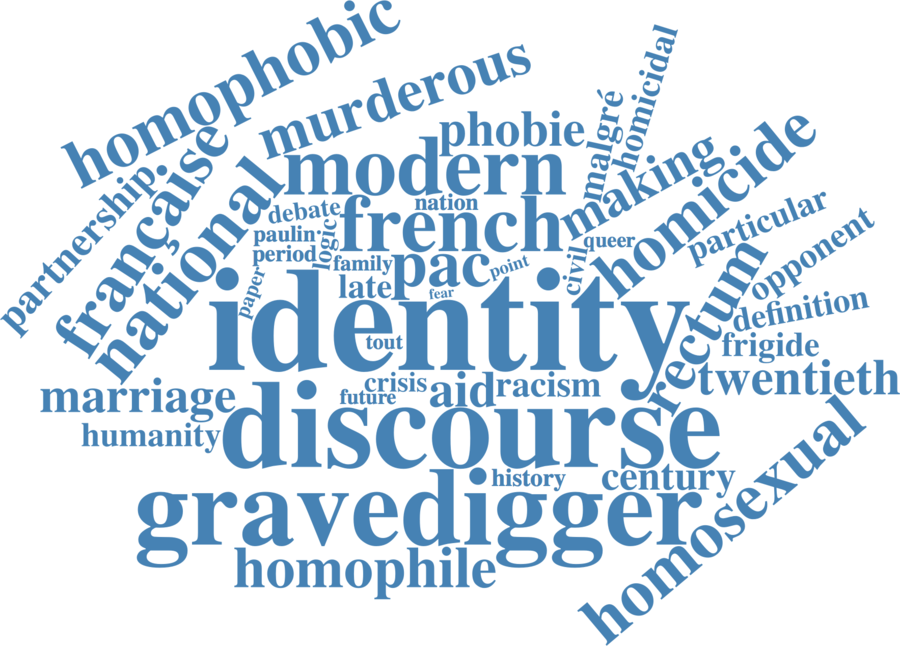 homophobic
murderous
homicidal
phobie
malgré
française
modern
making
homicide
partnership
national
debate
nation
french
particular
paulin
logic
queer
period
family
pac
point
civil
opponent
paper
late
fear
identity
rectum
definition
tout
frigide
marriage
crisis
aid
racism
twentieth
future
humanity
discourse
history
century
homosexual
gravedigger
homophile